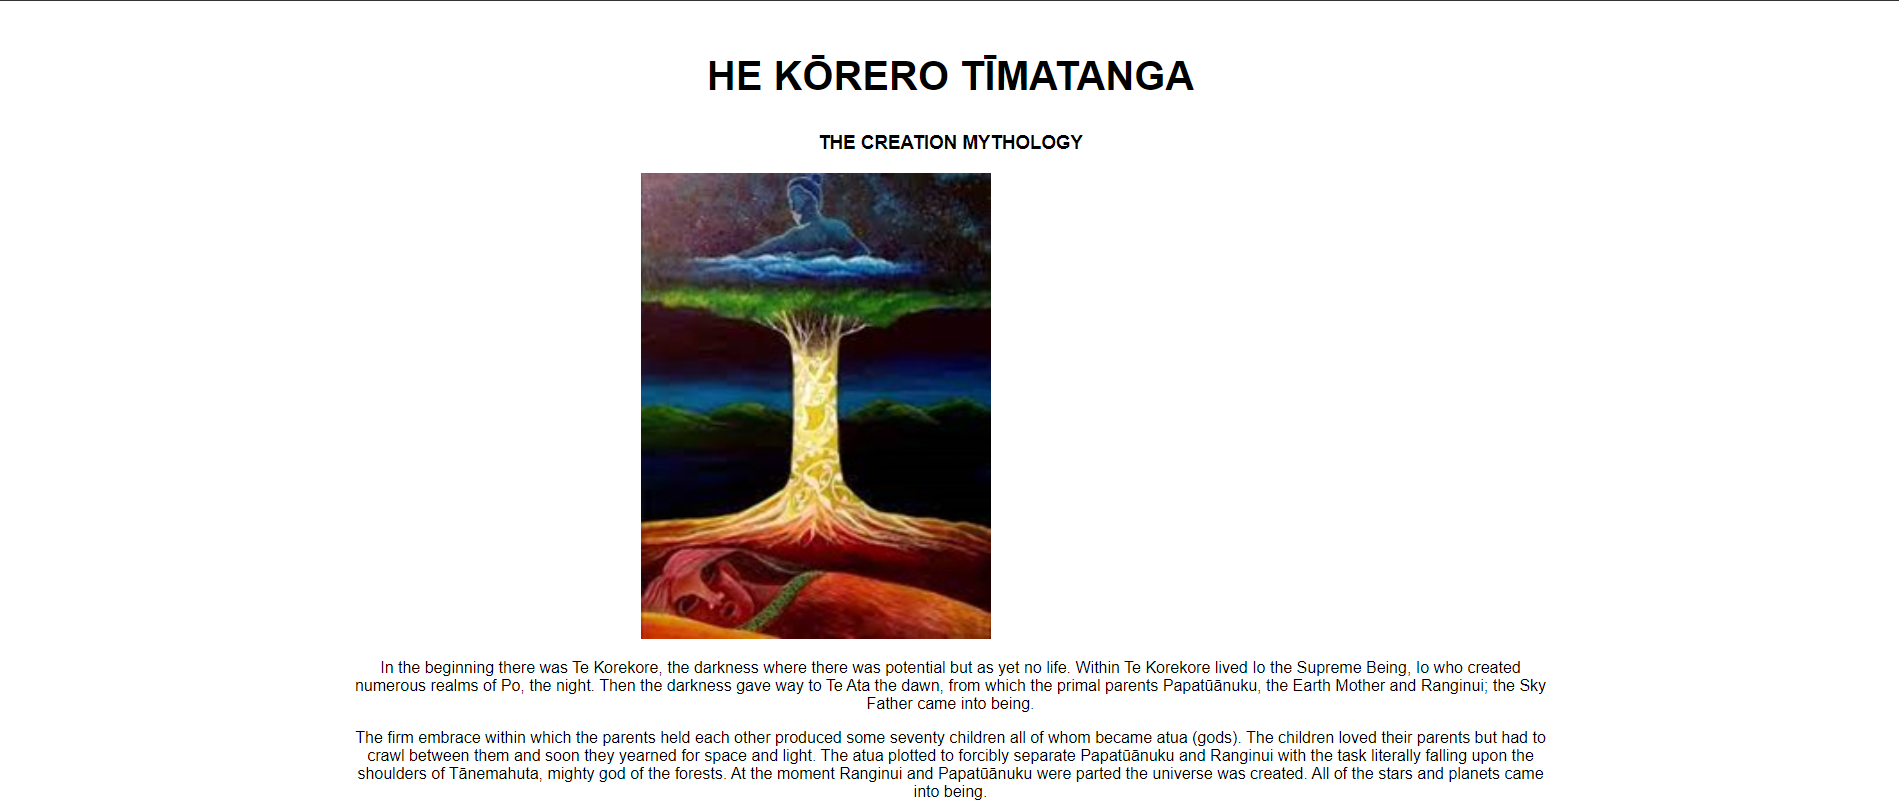 HE KŌRERO TĪMATANGA
THE CREATION MYTHOLOGY
In the beginning there was Te Korekore, the darkness where there was potential but as yet no life. Within Te Korekore lived Io the Supreme Being, Io who created
numerous realms of Po, the night. Then the darkness gave way to Te Ata the dawn, from which the primal parents Papatūānuku, the Earth Mother and Ranginui; the Sky
Father came into being.
The firm embrace within which the parents held each other produced some seventy children all of whom became atua (gods). The children loved their parents but had to
crawl between them and soon they yearned for space and light. The atua plotted to forcibly separate Papatūānuku and Ranginui with the task literally falling upon the
shoulders of Tānemahuta, mighty god of the forests. At the moment Ranginui and Papatūānuku were parted the universe was created. All of the stars and planets came
into being.